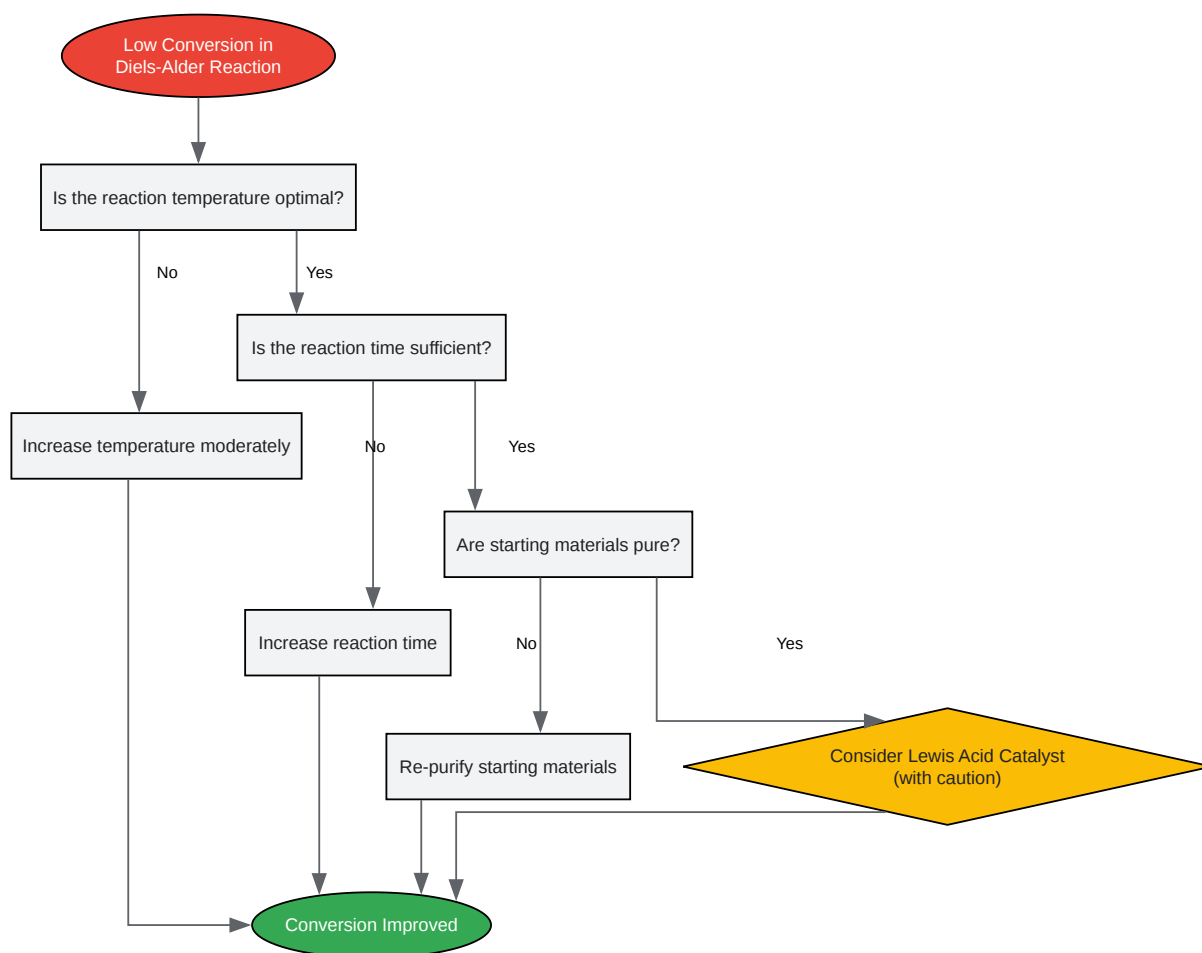 Low Conversion in
Diels-Alder Reaction
Is the reaction temperature optimal?
No
Yes
Is the reaction time sufficient?
Increase temperature moderately
No
Yes
Are starting materials pure?
Increase reaction time
No
Yes
Re-purify starting materials
Consider Lewis Acid Catalyst
(with caution)
Conversion Improved